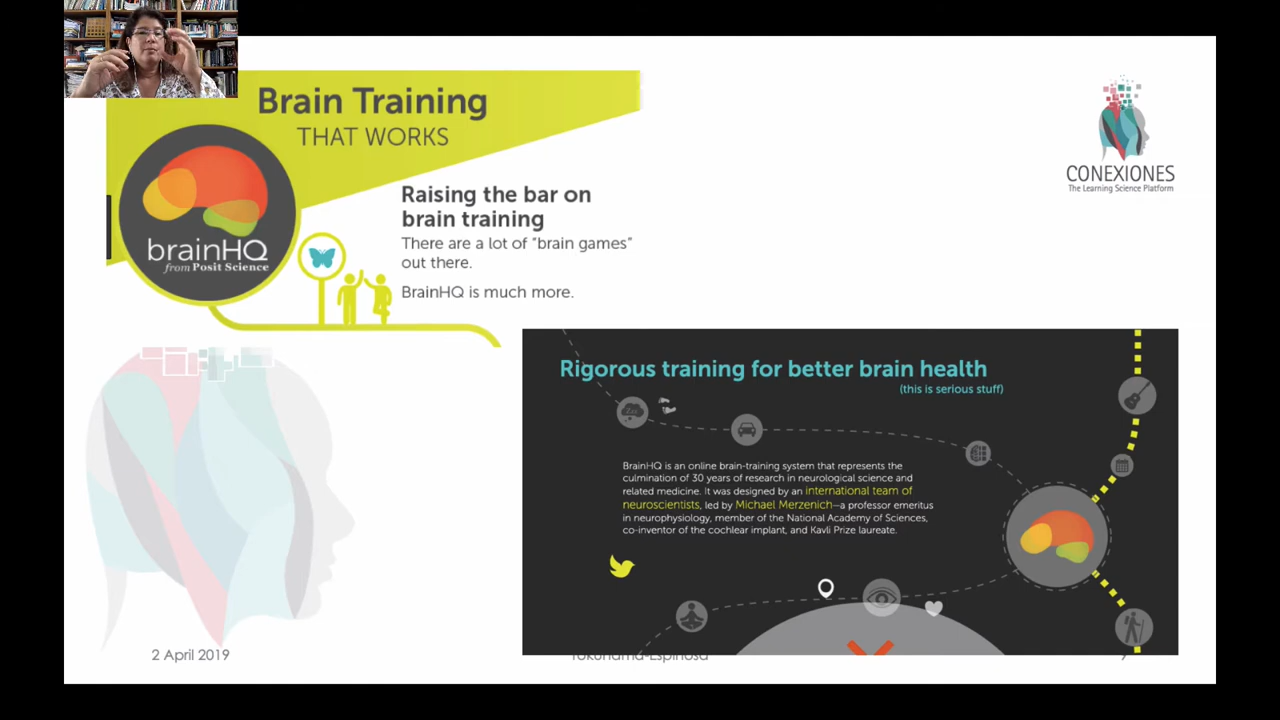 Brain Training
THAT WORKS
brainHQ
from Posit Science
Raising the bar on
brain training
There are a lot of “brain games”
out there.
BrainHQ is much more.
CONEXIONES
The Learning Science Platform
Rigorous training for better brain health
(this is serious stuff)
Zzz
BrainHQ is an online brain-training system that represents the
culmination of 30 years of research in neurological science and
related medicine. It was designed by an international team of
neuroscientists, led by Michael Merzenich—a professor emeritus
in neurophysiology, member of the National Academy of Sciences,
co-inventor of the cochlear implant, and Kavli Prize laureate.
2 April 2019
Tokuhama-Espinosa